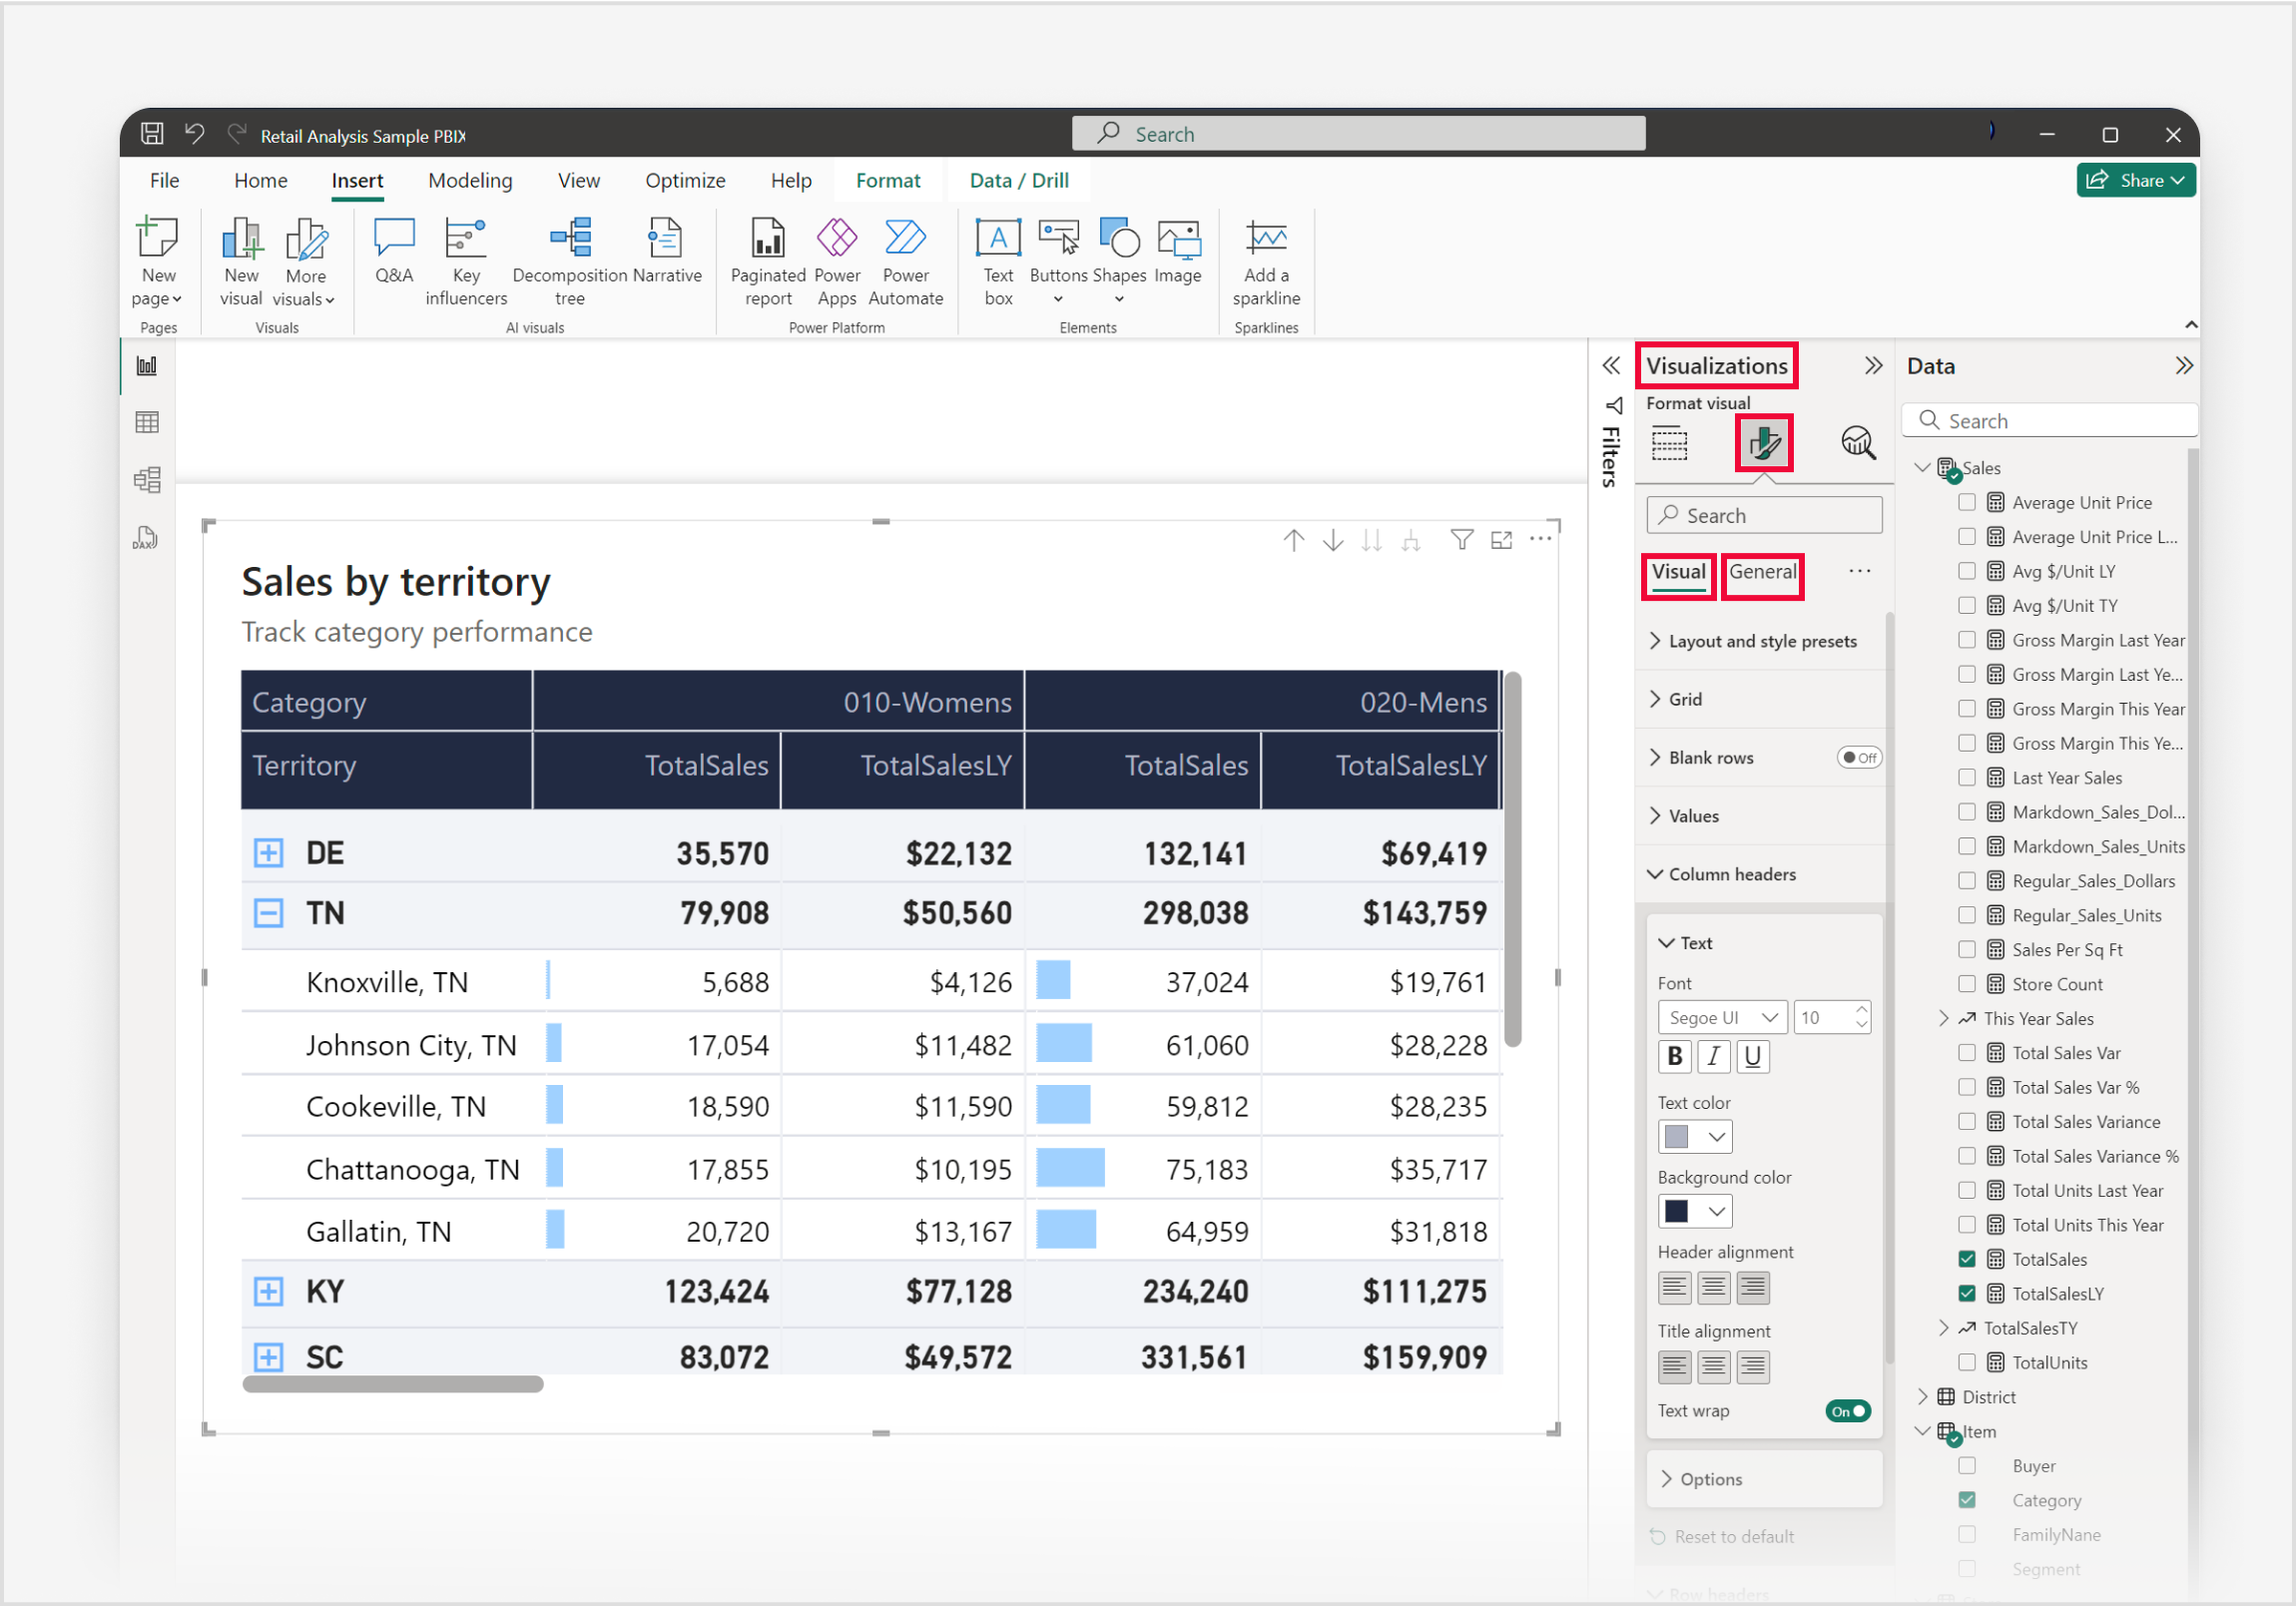 Retail Analysis Sample PBIX
Search
File Home Insert Modeling View Optimize Help Format Data / Drill
Share
New page
New visual
More visuals
Q&A
Key influencers
Decomposition tree
Narrative
Paginated report
Power Apps
Power Automate
Text box
Buttons
Shapes
Image
Add a sparkline
Pages
Visuals
AI visuals
Power Platform
Elements
Sparklines
DAX
Sales by territory
Track category performance
Category 010-Womens 020-Mens
Territory TotalSales TotalSalesLY TotalSales TotalSalesLY
DE 35,570 $22,132 132,141 $69,419
TN 79,908 $50,560 298,038 $143,759
Knoxville, TN 5,688 $4,126 37,024 $19,761
Johnson City, TN 17,054 $11,482 61,060 $28,228
Cookeville, TN 18,590 $11,590 59,812 $28,235
Chattanooga, TN 17,855 $10,195 75,183 $35,717
Gallatin, TN 20,720 $13,167 64,959 $31,818
KY 123,424 $77,128 234,240 $111,275
SC 83,072 $49,572 331,561 $159,909
Filters
Visualizations
Format visual
Search
Visual General
Layout and style presets
Grid
Blank rows Off
Values
Column headers
Text
Font
Segoe UI 10
B I U
Text color
Background color
Header alignment
Title alignment
Text wrap On
Options
Reset to default
Row headers
Data
Search
Sales
Average Unit Price
Average Unit Price L...
Avg $/Unit LY
Avg $/Unit TY
Gross Margin Last Year
Gross Margin Last Ye...
Gross Margin This Year
Gross Margin This Ye...
Last Year Sales
Markdown_Sales_Dol...
Markdown_Sales_Units
Regular_Sales_Dollars
Regular_Sales_Units
Sales Per Sq Ft
Store Count
This Year Sales
Total Sales Var
Total Sales Var %
Total Sales Variance
Total Sales Variance %
Total Units Last Year
Total Units This Year
TotalSales
TotalSalesLY
TotalSalesTY
TotalUnits
District
Item
Buyer
Category
FamilyNane
Segment